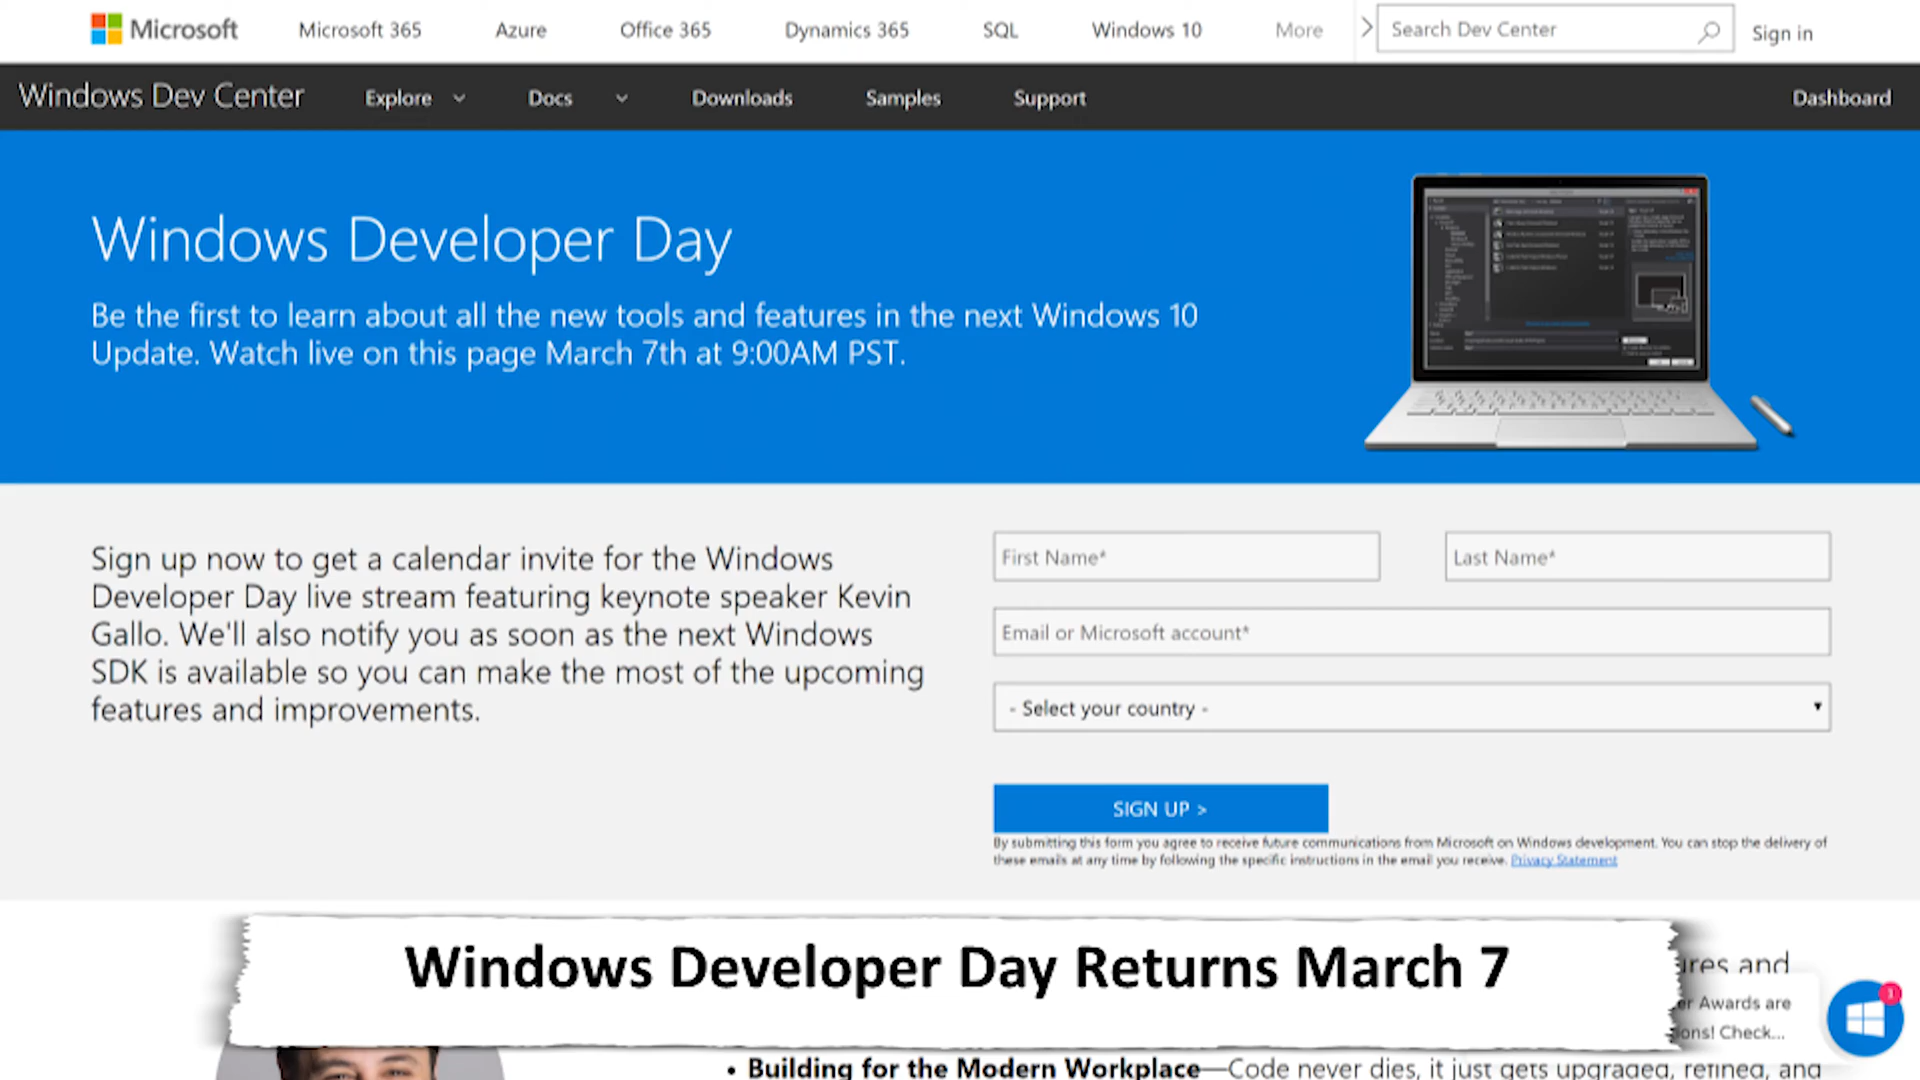 Microsoft Microsoft 365 Azure Office 365 Dynamics 365 SQL Windows 10 More Search Dev Center Sign in
Windows Dev Center Explore Docs Downloads Samples Support Dashboard
Windows Developer Day
Be the first to learn about all the new tools and features in the next Windows 10
Update. Watch live on this page March 7th at 9:00AM PST.
Sign up now to get a calendar invite for the Windows
Developer Day live stream featuring keynote speaker Kevin
Gallo. We'll also notify you as soon as the next Windows
SDK is available so you can make the most of the upcoming
features and improvements.
First Name* Last Name*
Email or Microsoft account*
- Select your country -
SIGN UP >
By submitting this form you agree to receive future communications from Microsoft on Windows development. You can stop the delivery of
these emails at any time by following the specific instructions in the email you receive. Privacy Statement
Windows Developer Day Returns March 7
and
Awards are
Check...
1
• Building for the Modern Workplace—Code never dies, it just gets upgraded, refined, and